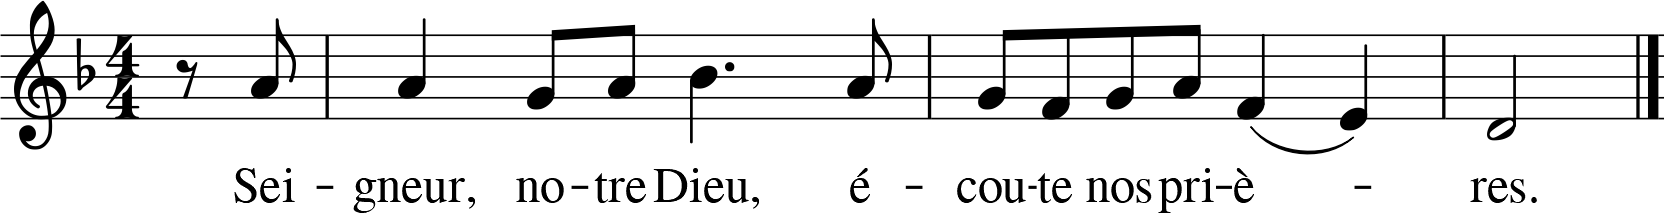 Sei - gneur, no - tre Dieu, é - cou - te nos pri - è - res.